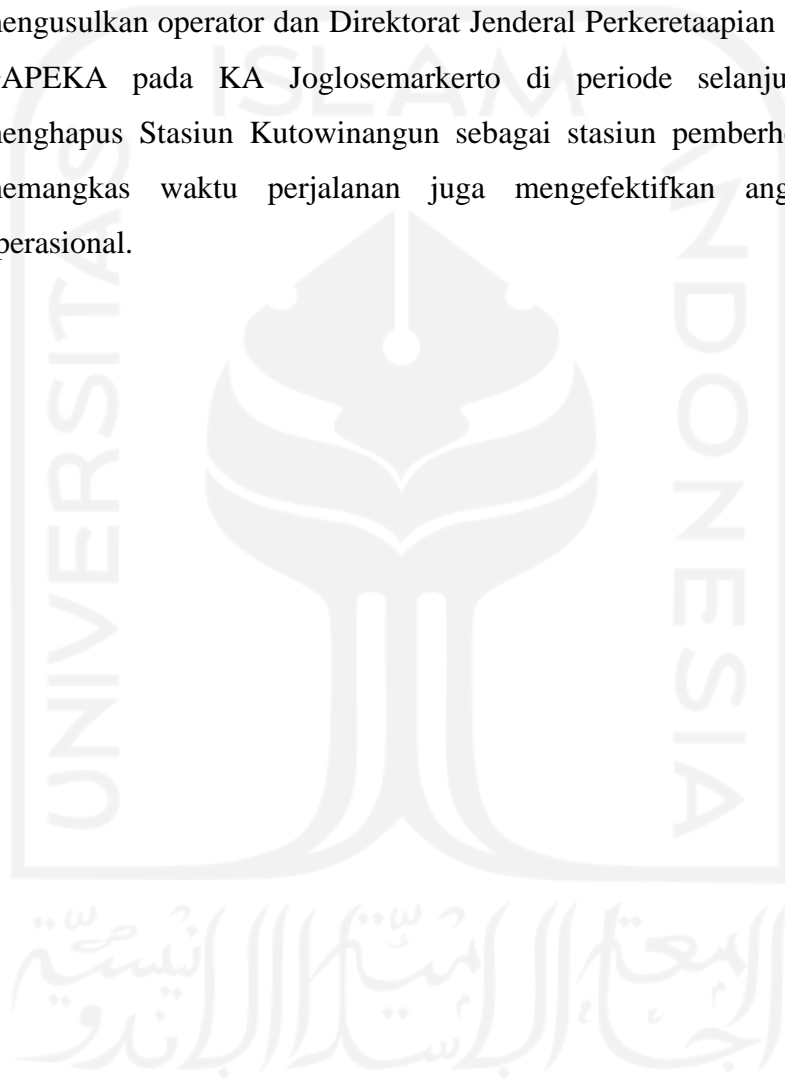 mengusulkan operator dan Direktorat Jenderal Perkeretaapian
APEKA pada KA Joglosemarkerto di periode selanju
menghapus Stasiun Kutowinangun sebagai stasiun pemberhe
memangkas waktu perjalanan juga mengefektifkan ang
perasional.
ISLAM
UNIVERSITAS
INDONESIA